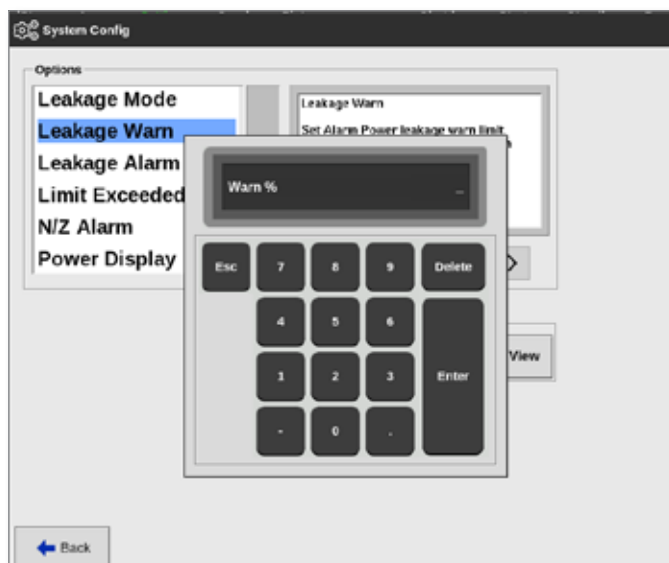 System Config
Options
Leakage Mode
Leakage Warn
Leakage Alarm
Limit Exceeded
N/Z Alarm
Power Display
Leakage Warn
Set Alarm Power leakage warn limit
Warn % _
Esc 7 8 9 Delete
4 5 6
1 2 3 Enter
- 0 .
View
Back